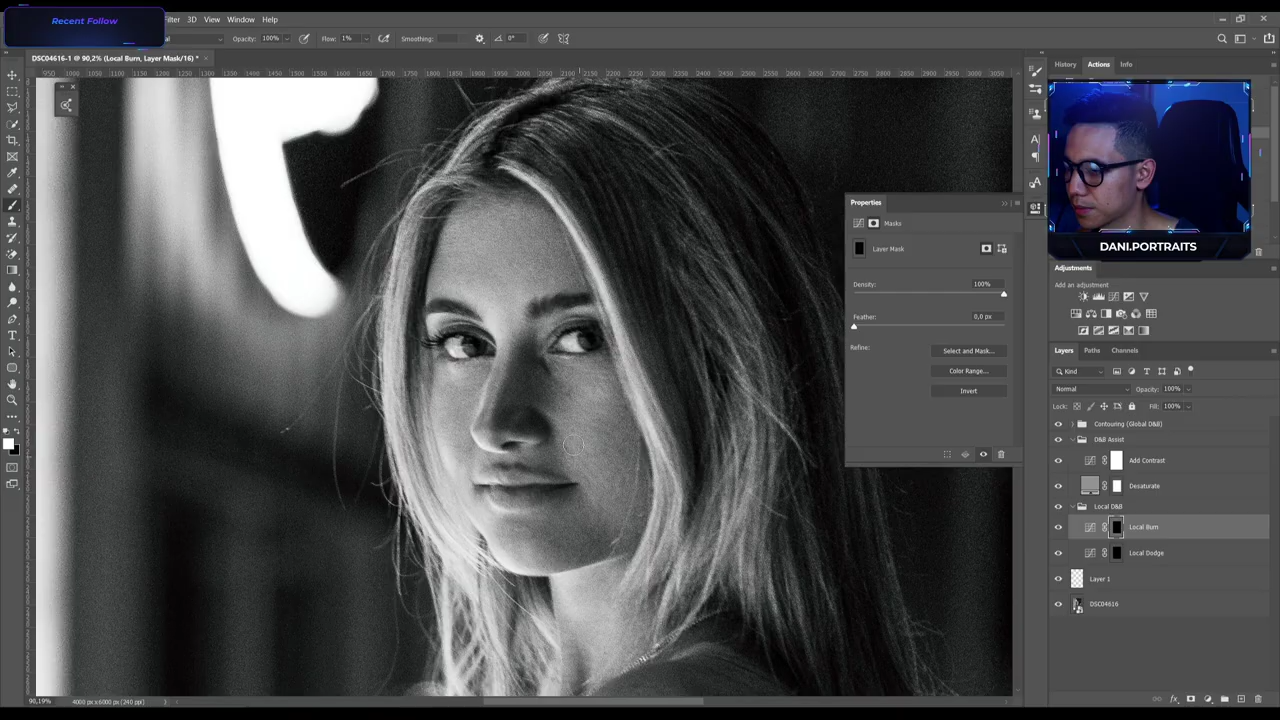 Recent Follow
Filter 3D View Window Help
Opacity: 100% Flow: 1% Smoothing: 0°
DSC04616-1 @ 90,2% (Local Burn, Layer Mask/16) *
History Actions Info
DANI.PORTRAITS
Properties
Masks
Layer Mask
Density: 100%
Feather: 0,0 px
Refine:
Select and Mask...
Color Range...
Invert
Adjustments
Add an adjustment
Layers Paths Channels
Kind
Normal Opacity: 100%
Lock: Fill: 100%
Contouring (Global D&B)
D&B Assist
Add Contrast
Desaturate
Local D&B
Local Burn
Local Dodge
Layer 1
DSC04616
90,19% 4000 px x 6000 px (240 ppi)